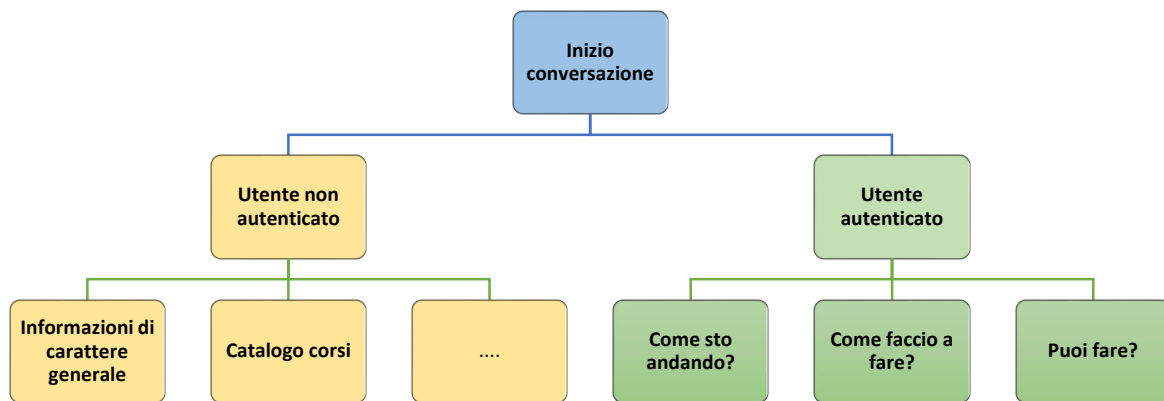 Inizio
conversazione
Utente non
autenticato
Utente
autenticato
Informazioni di
carattere
generale
Catalogo corsi
....
Come sto
andando?
Come faccio a
fare?
Puoi fare?